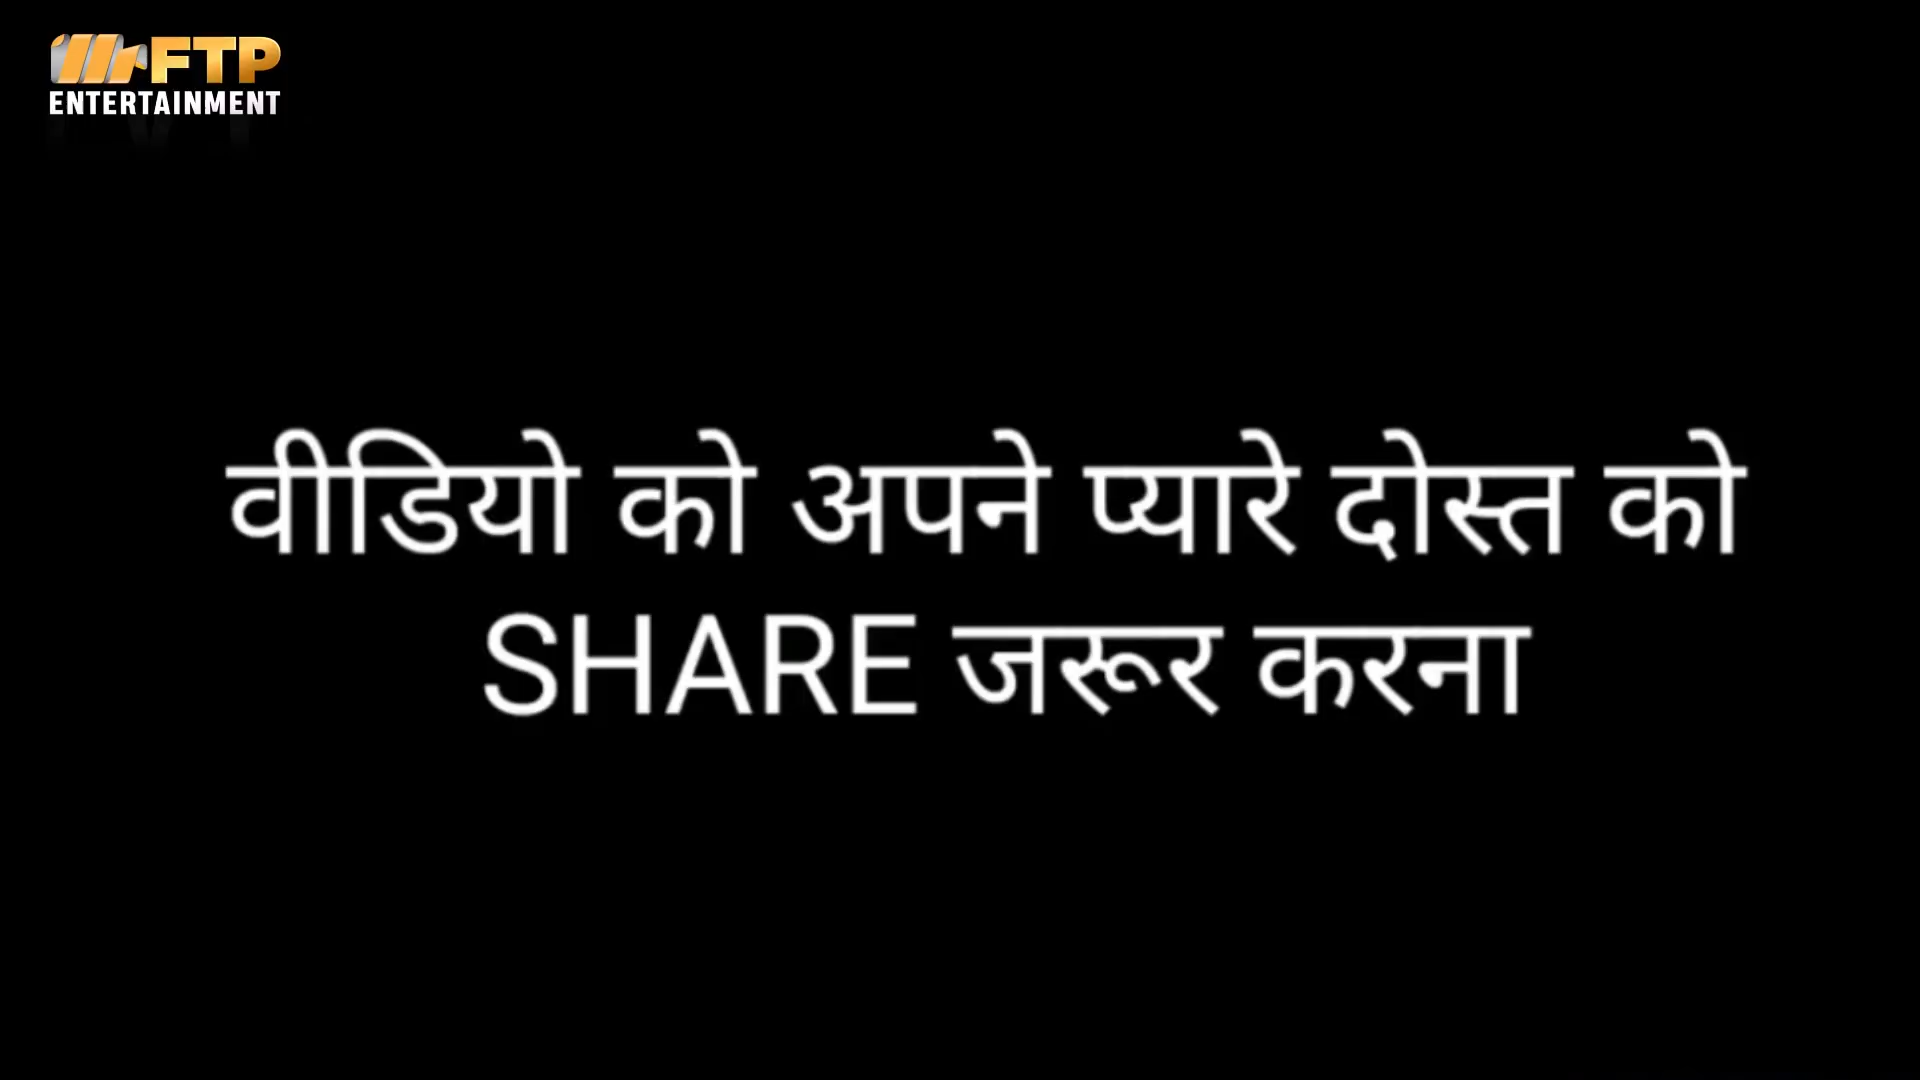 FTP
ENTERTAINMENT
वीडियो को अपने प्यारे दोस्त को
SHARE जरूर करना